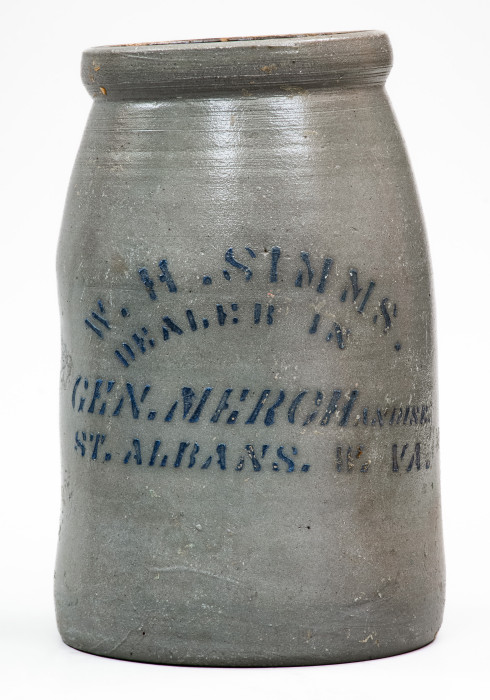 W. H. SIMMS.
DEALER IN
GEN. MERCHANDISE
ST. ALBANS. W. VA.